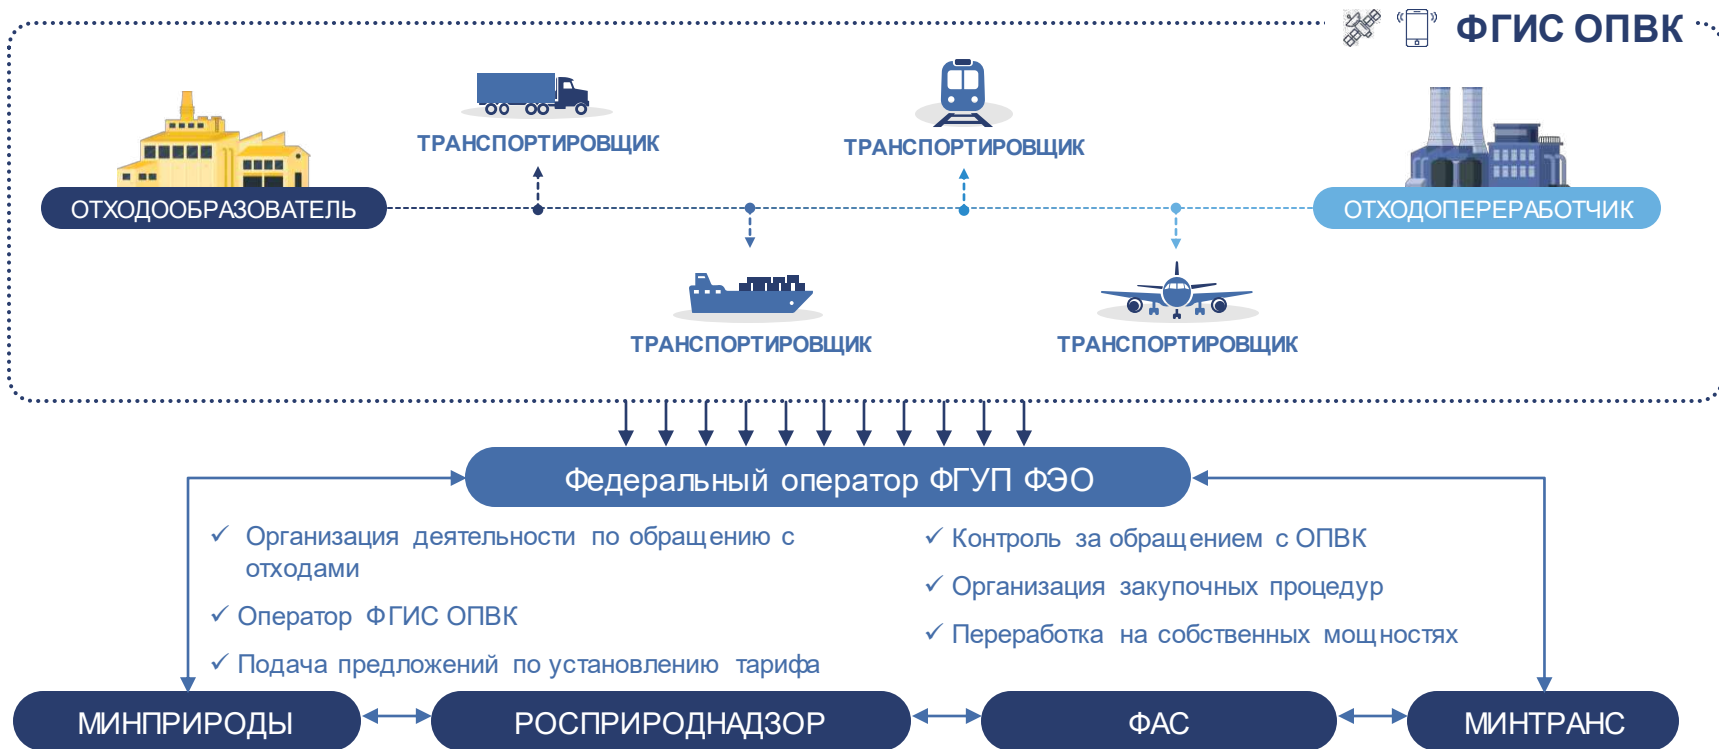 ФГИС ОПВК
ТРАНСПОРТИРОВЩИК
ТРАНСПОРТИРОВЩИК
ОТХОДООБРАЗОВАТЕЛЬ
ОТХОДОПЕРЕРАБОТЧИК
ТРАНСПОРТИРОВЩИК
ТРАНСПОРТИРОВЩИК
Федеральный оператор ФГУП ФЭО
✓ Организация деятельности по обращению с
отходами
✓ Оператор ФГИС ОПВК
✓ Подача предложений по установлению тарифа
✓ Контроль за обращением с ОПВК
✓ Организация закупочных процедур
✓ Переработка на собственных мощностях
МИНПРИРОДЫ
РОСПРИРОДНАДЗОР
ФАС
МИНТРАНС